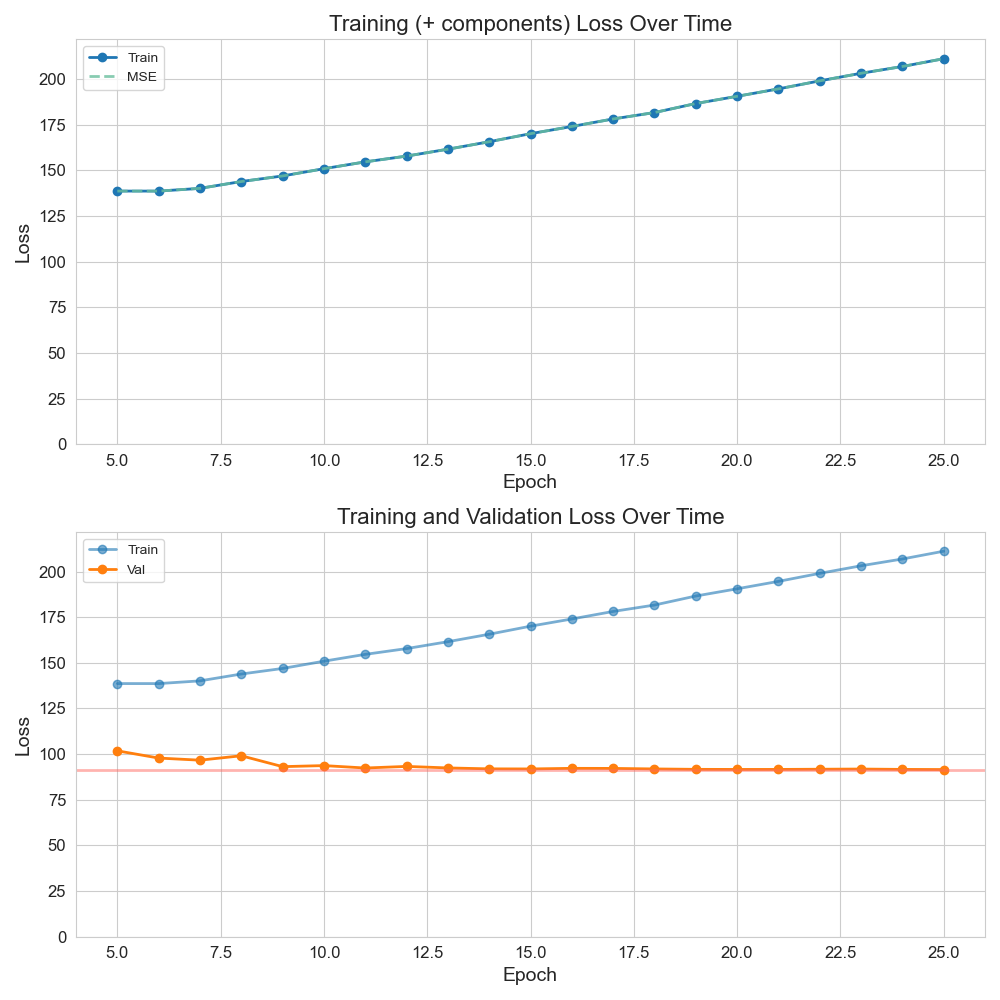 Training (+ components) Loss Over Time
Train
MSE
200
175
150
125
100
75
50
25
0
Loss
5.0 7.5 10.0 12.5 15.0 17.5 20.0 22.5 25.0
Epoch
Training and Validation Loss Over Time
Train
Val
200
175
150
125
100
75
50
25
0
Loss
5.0 7.5 10.0 12.5 15.0 17.5 20.0 22.5 25.0
Epoch